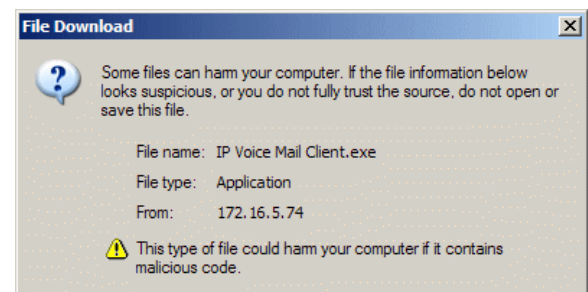 File Download
Some files can harm your computer. If the file information below
looks suspicious, or you do not fully trust the source, do not open or
save this file.
File name: IP Voice Mail Client.exe
File type: Application
From: 172.16.5.74
This type of file could harm your computer if it contains
malicious code.